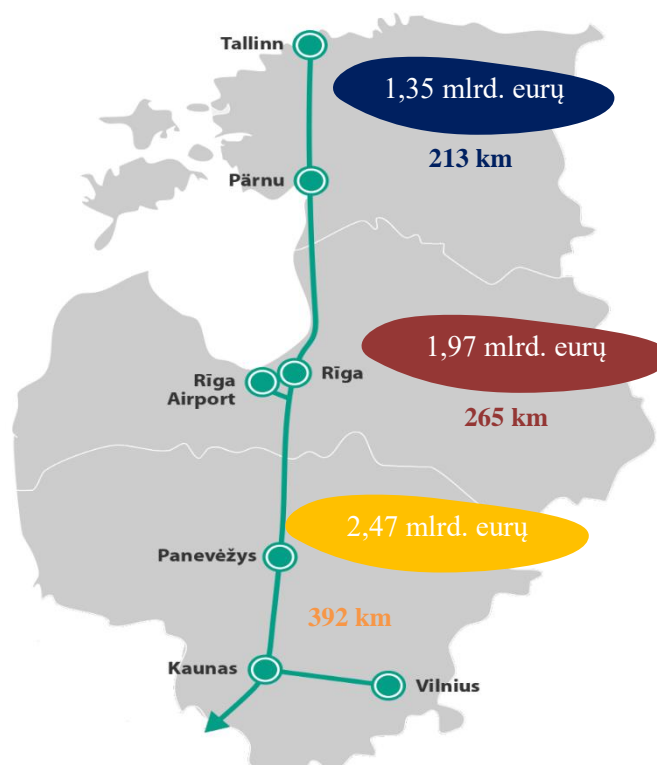 Tallinn
1,35 mlrd. eurų
213 km
Pärnu
1,97 mlrd. eurų
Rīga
Rīga
Airport
265 km
2,47 mlrd. eurų
Panevėžys
392 km
Kaunas
Vilnius